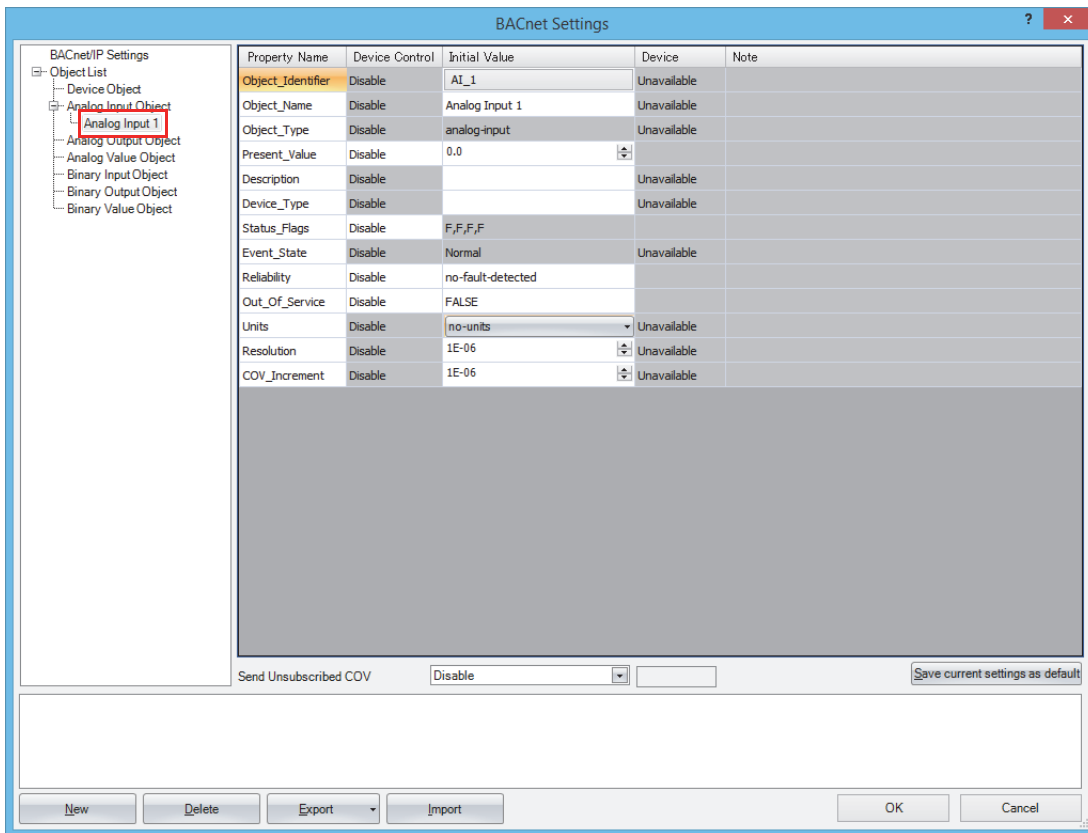 BACnet Settings
? ×
BACnet/IP Settings
Object List
Device Object
Analog Input Object
Analog Input 1
Analog Output Object
Analog Value Object
Binary Input Object
Binary Output Object
Binary Value Object
Property Name Device Control Initial Value Device Note
Object_Identifier Disable AI_1 Unavailable
Object_Name Disable Analog Input 1 Unavailable
Object_Type Disable analog-input Unavailable
Present_Value Disable 0.0
Description Disable Unavailable
Device_Type Disable Unavailable
Status_Flags Disable F,F,F,F
Event_State Disable Normal Unavailable
Reliability Disable no-fault-detected
Out_Of_Service Disable FALSE
Units Disable no-units Unavailable
Resolution Disable 1E-06 Unavailable
COV_Increment Disable 1E-06 Unavailable
Send Unsubscribed COV Disable Save current settings as default
New Delete Export Import OK Cancel